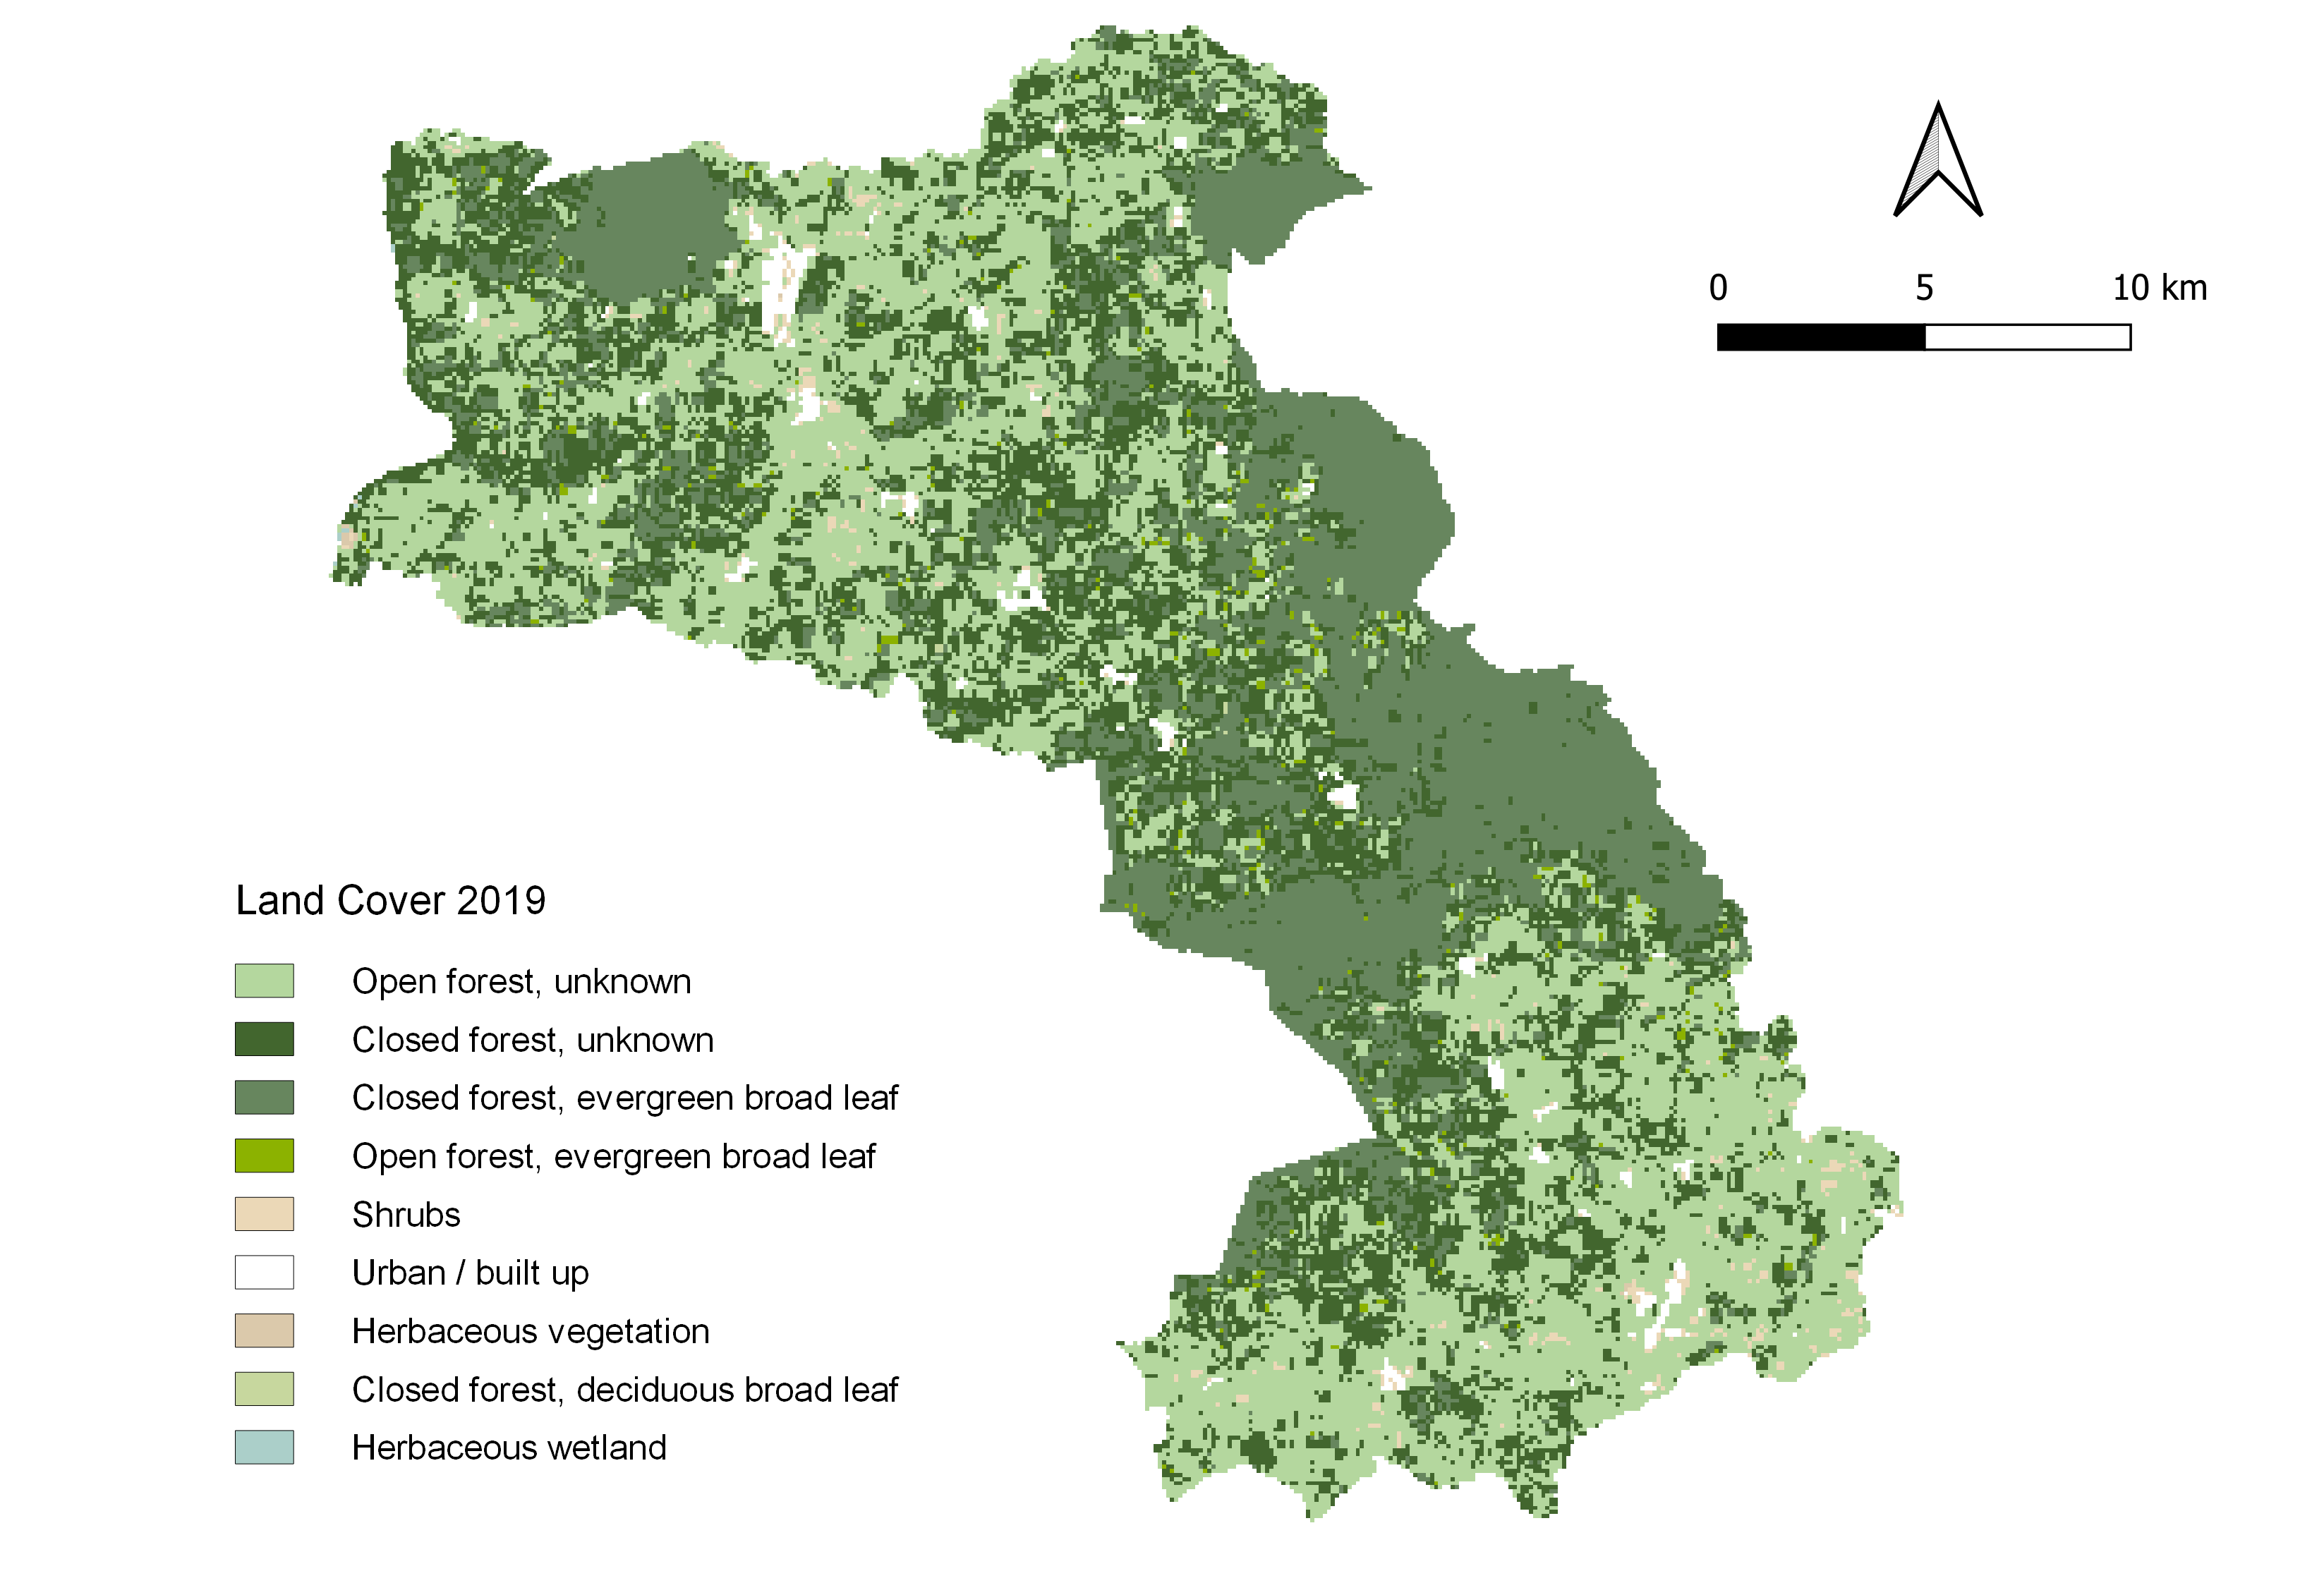 0 5 10 km
Land Cover 2019
Open forest, unknown
Closed forest, unknown
Closed forest, evergreen broad leaf
Open forest, evergreen broad leaf
Shrubs
Urban / built up
Herbaceous vegetation
Closed forest, deciduous broad leaf
Herbaceous wetland